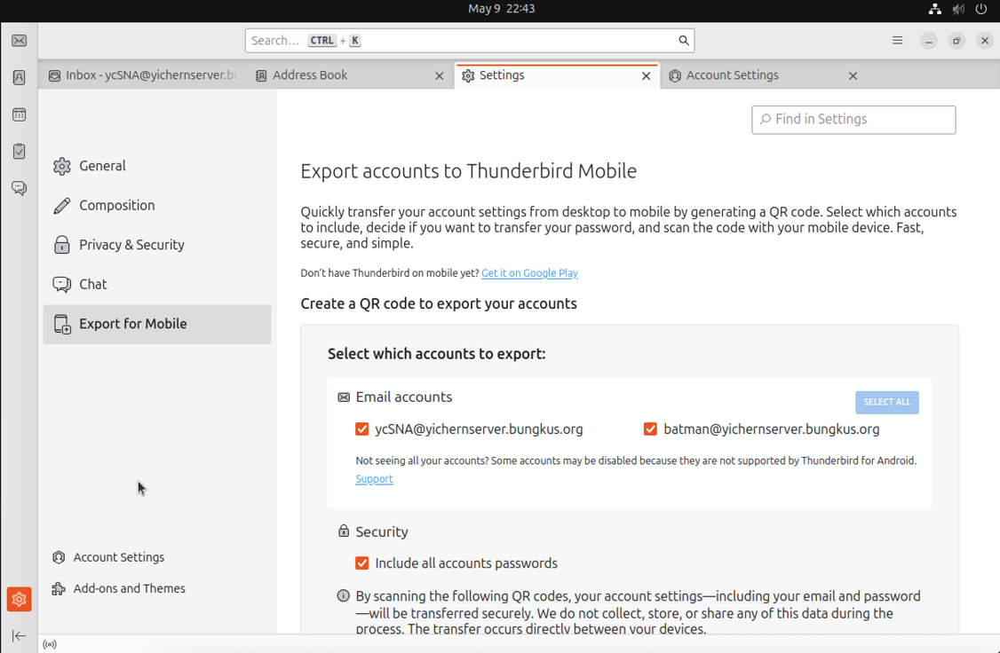 May 9 22:43
Search... CTRL + K
Inbox - ycSNA@yichernserver.bu
Address Book
Settings
Account Settings
Find in Settings
General
Composition
Privacy & Security
Chat
Export for Mobile
Account Settings
Add-ons and Themes
Export accounts to Thunderbird Mobile
Quickly transfer your account settings from desktop to mobile by generating a QR code. Select which accounts
to include, decide if you want to transfer your password, and scan the code with your mobile device. Fast,
secure, and simple.
Don't have Thunderbird on mobile yet? Get it on Google Play
Create a QR code to export your accounts
Select which accounts to export:
Email accounts
SELECT ALL
ycSNA@yichernserver.bungkus.org
batman@yichernserver.bungkus.org
Not seeing all your accounts? Some accounts may be disabled because they are not supported by Thunderbird for Android.
Support
Security
Include all accounts passwords
By scanning the following QR codes, your account settings—including your email and password
—will be transferred securely. We do not collect, store, or share any of this data during the
process. The transfer occurs directly between your devices.